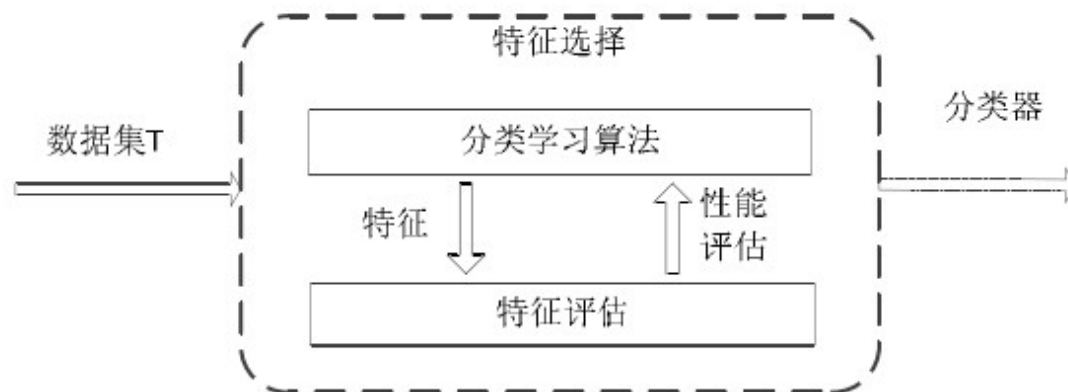 特征选择
数据集T
分类器
分类学习算法
特征
性能
评估
特征评估